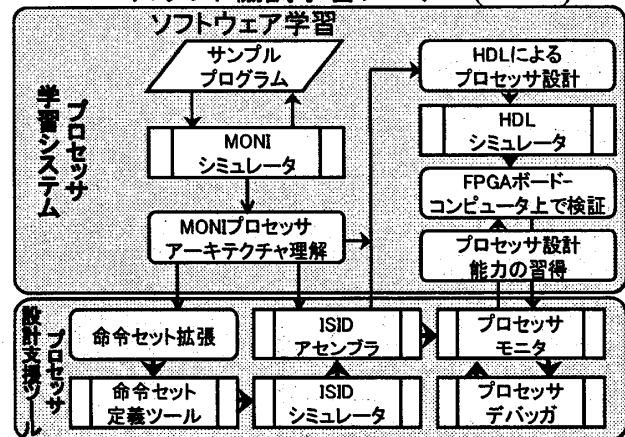 ソフトウェア学習
サンプル
プログラム
HDLによる
プロセッサ設計
プロセッサ
学習システム
MONI
シミュレータ
HDL
シミュレータ
FPGAボード-
コンピュータ上で検証
MONIプロセッサ
アーキテクチャ理解
プロセッサ設計
能力の習得
プロセッサ
設計支援ツール
命令セット拡張
ISID
アセンブラ
プロセッサ
モニタ
命令セット
定義ツール
ISID
シミュレータ
プロセッサ
デバッガ